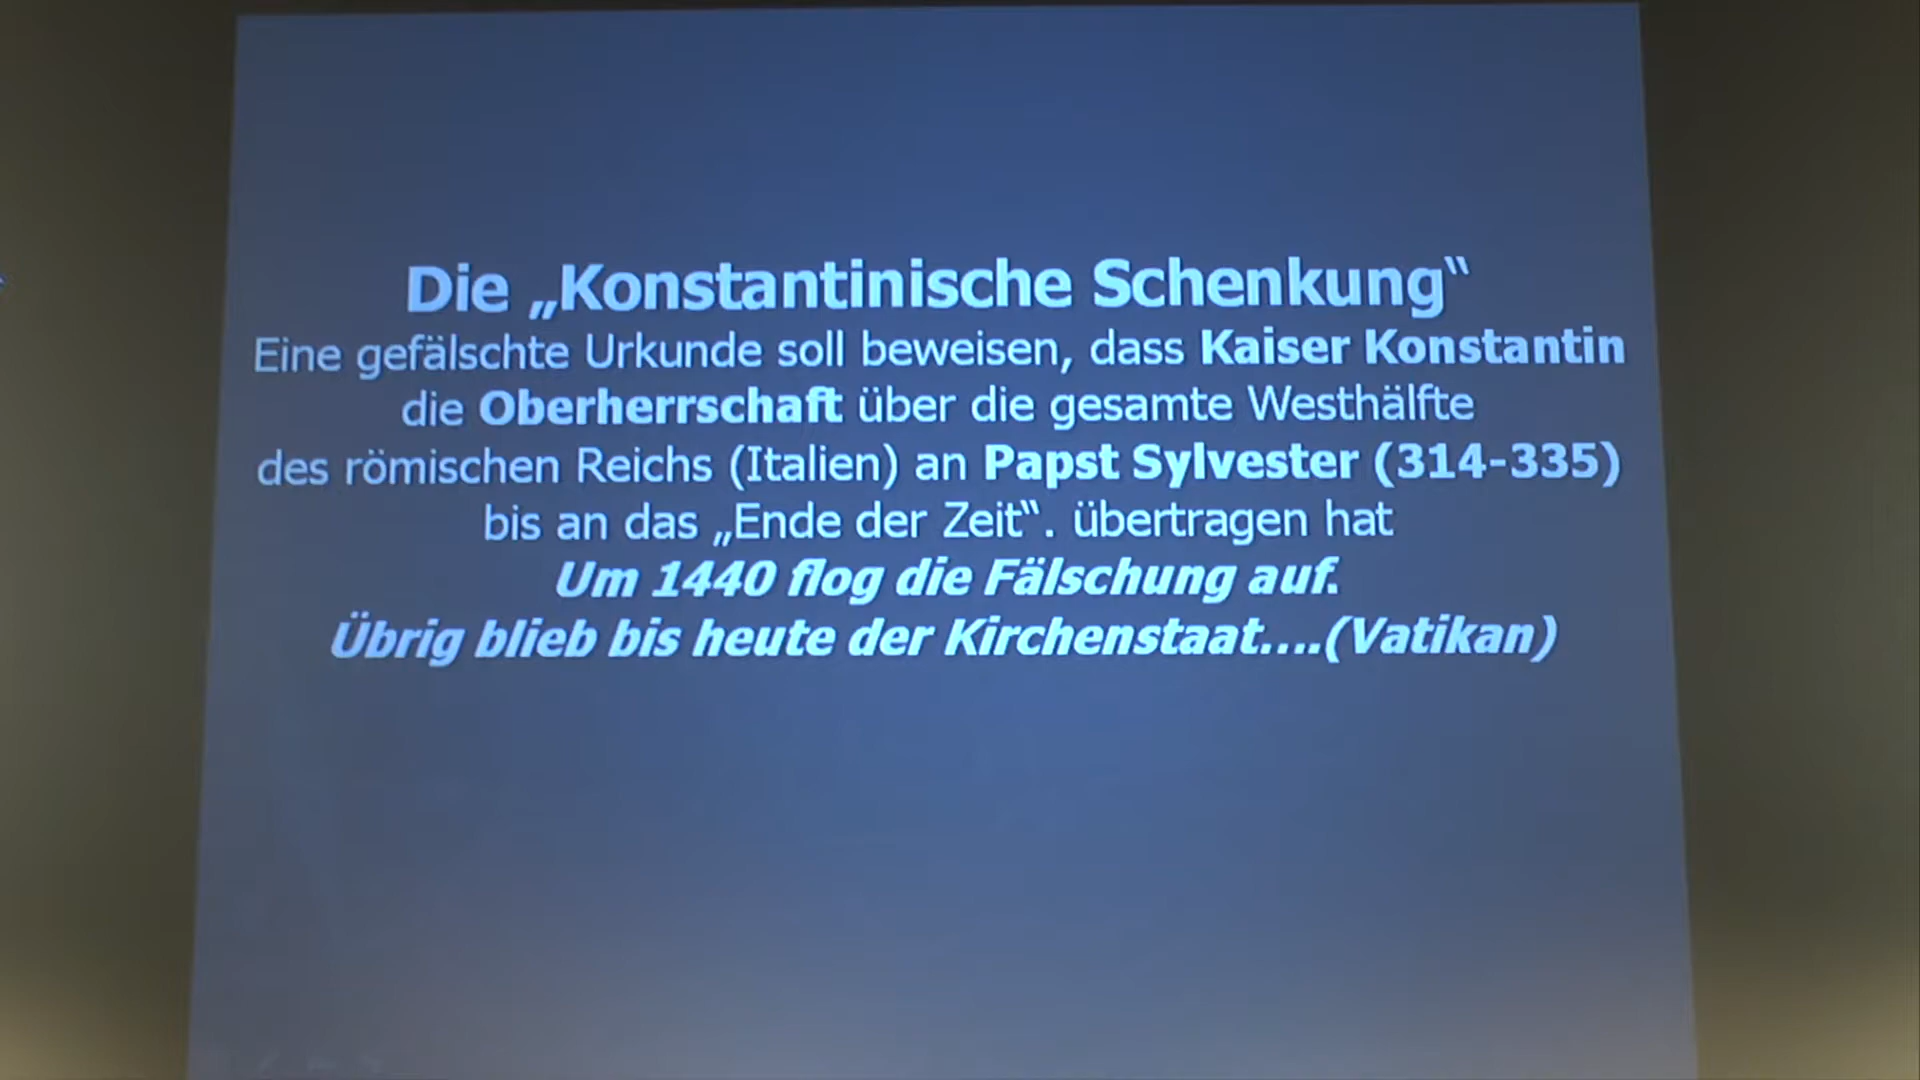 Die „Konstantinische Schenkung“
Eine gefälschte Urkunde soll beweisen, dass Kaiser Konstantin
die Oberherrschaft über die gesamte Westhälfte
des römischen Reichs (Italien) an Papst Sylvester (314-335)
bis an das „Ende der Zeit“. übertragen hat
Um 1440 flog die Fälschung auf.
Übrig blieb bis heute der Kirchenstaat....(Vatikan)